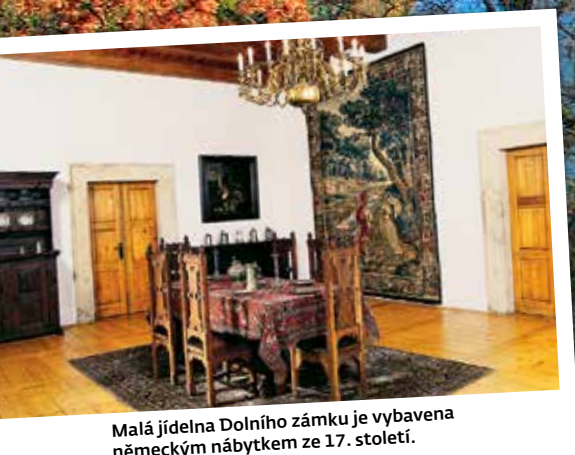 Malá jídelna Dolního zámku je vybavena
německým nábytkem ze 17. století.